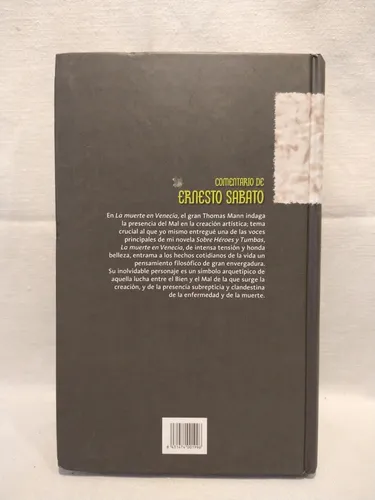 COMENTARIO DE
ERNESTO SABATO
En La muerte en Venecia, el gran Thomas Mann indaga
la presencia del Mal en la creación artística; tema
crucial al que yo mismo entregué una de las voces
principales de mi novela Sobre Héroes y Tumbas,
La muerte en Venecia, de intensa tensión y honda
belleza, entrama a los hechos cotidianos de la vida un
pensamiento filosófico de gran envergadura.
Su inolvidable personaje es un símbolo arquetípico de
aquella lucha entre el Bien y el Mal de la que surge la
creación, y de la presencia subrepticia y clandestina
de la enfermedad y de la muerte.